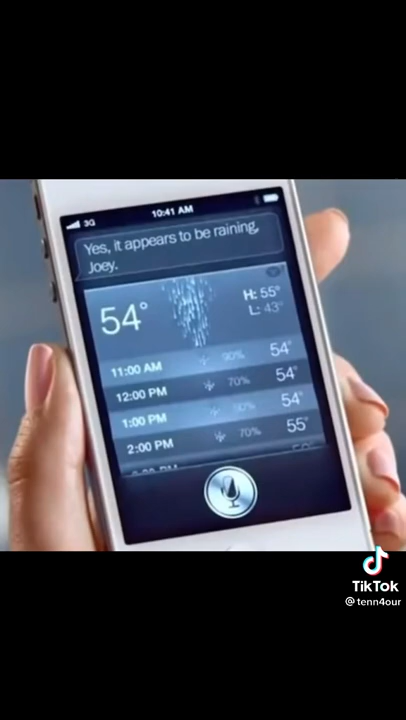 3G 10:41 AM
Yes, it appears to be raining,
Joey.
54° H: 55°
L: 43°
11:00 AM 90% 54°
12:00 PM 70% 54°
1:00 PM 54°
2:00 PM 70% 55°
TikTok
@tenn4our